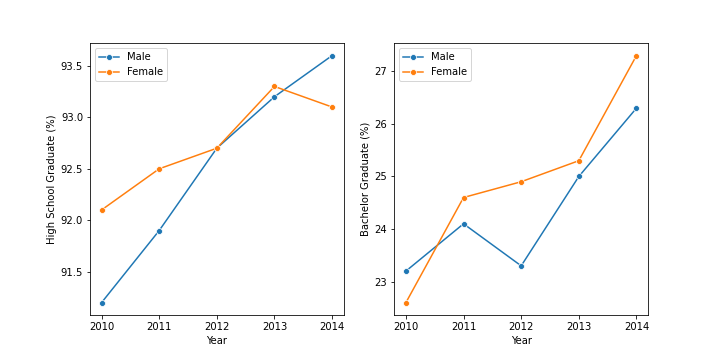 High School Graduate (%)
93.5
93.0
92.5
92.0
91.5
Male
Female
2010 2011 2012 2013 2014
Year
Bachelor Graduate (%)
27
26
25
24
23
Male
Female
2010 2011 2012 2013 2014
Year